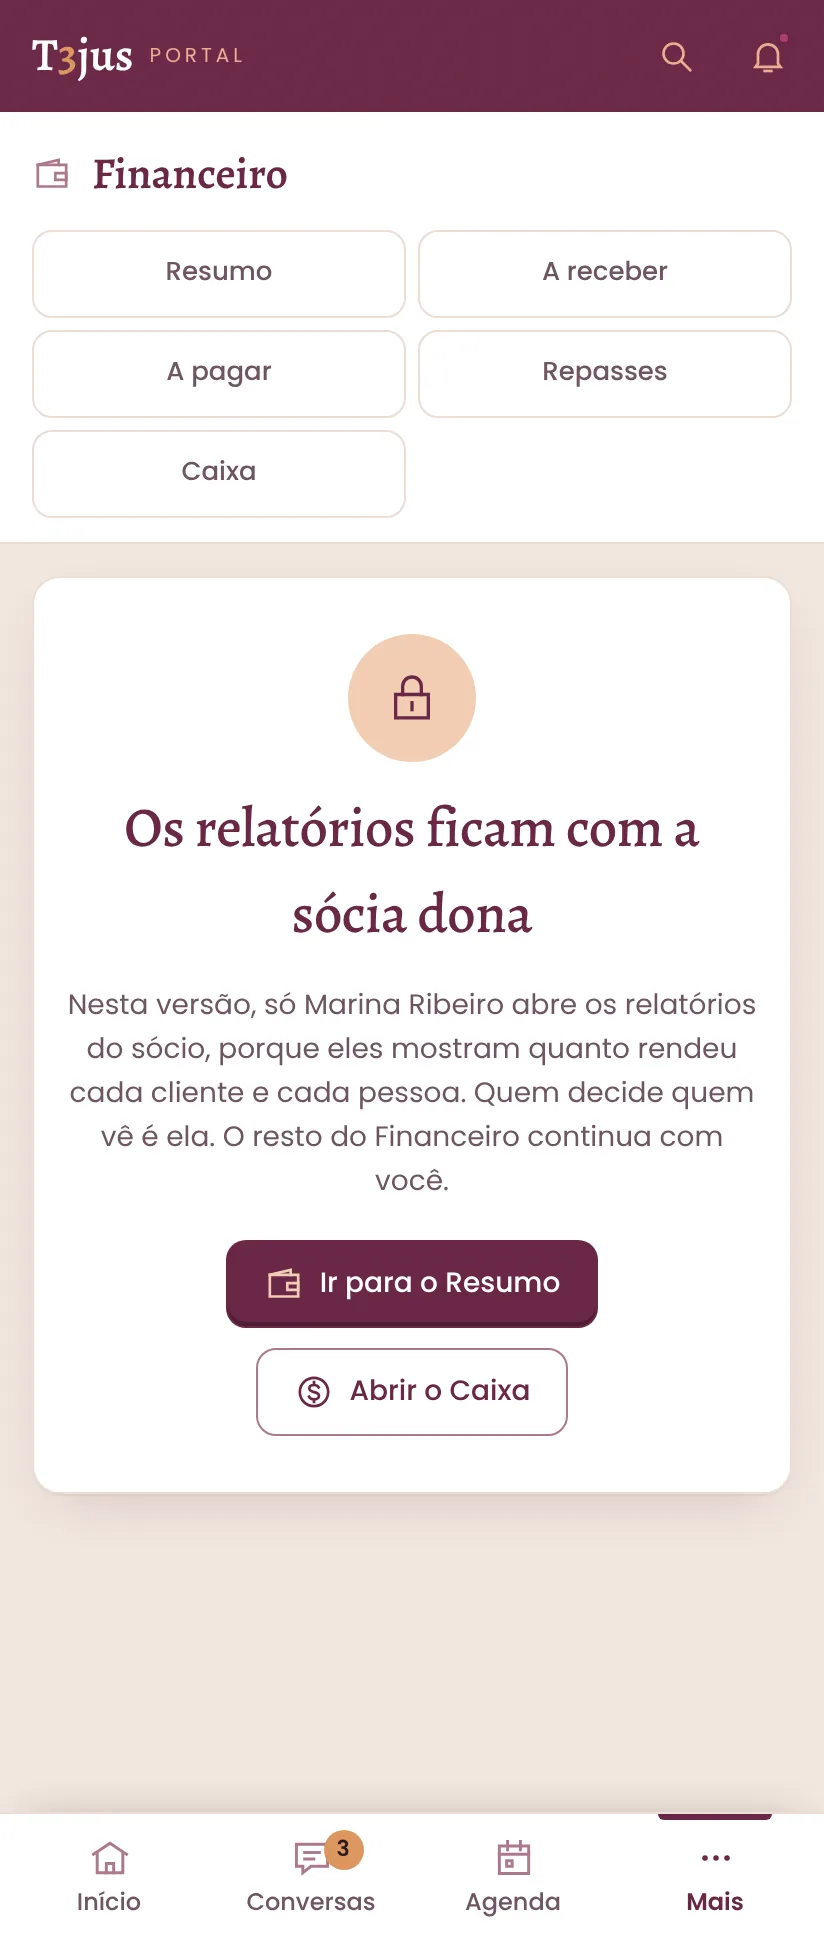 T3jus PORTAL
Financeiro
Resumo
A receber
A pagar
Repasses
Caixa
Os relatórios ficam com a
sócia dona
Nesta versão, só Marina Ribeiro abre os relatórios
do sócio, porque eles mostram quanto rendeu
cada cliente e cada pessoa. Quem decide quem
vê é ela. O resto do Financeiro continua com
você.
Ir para o Resumo
Abrir o Caixa
3
Início
Conversas
Agenda
Mais